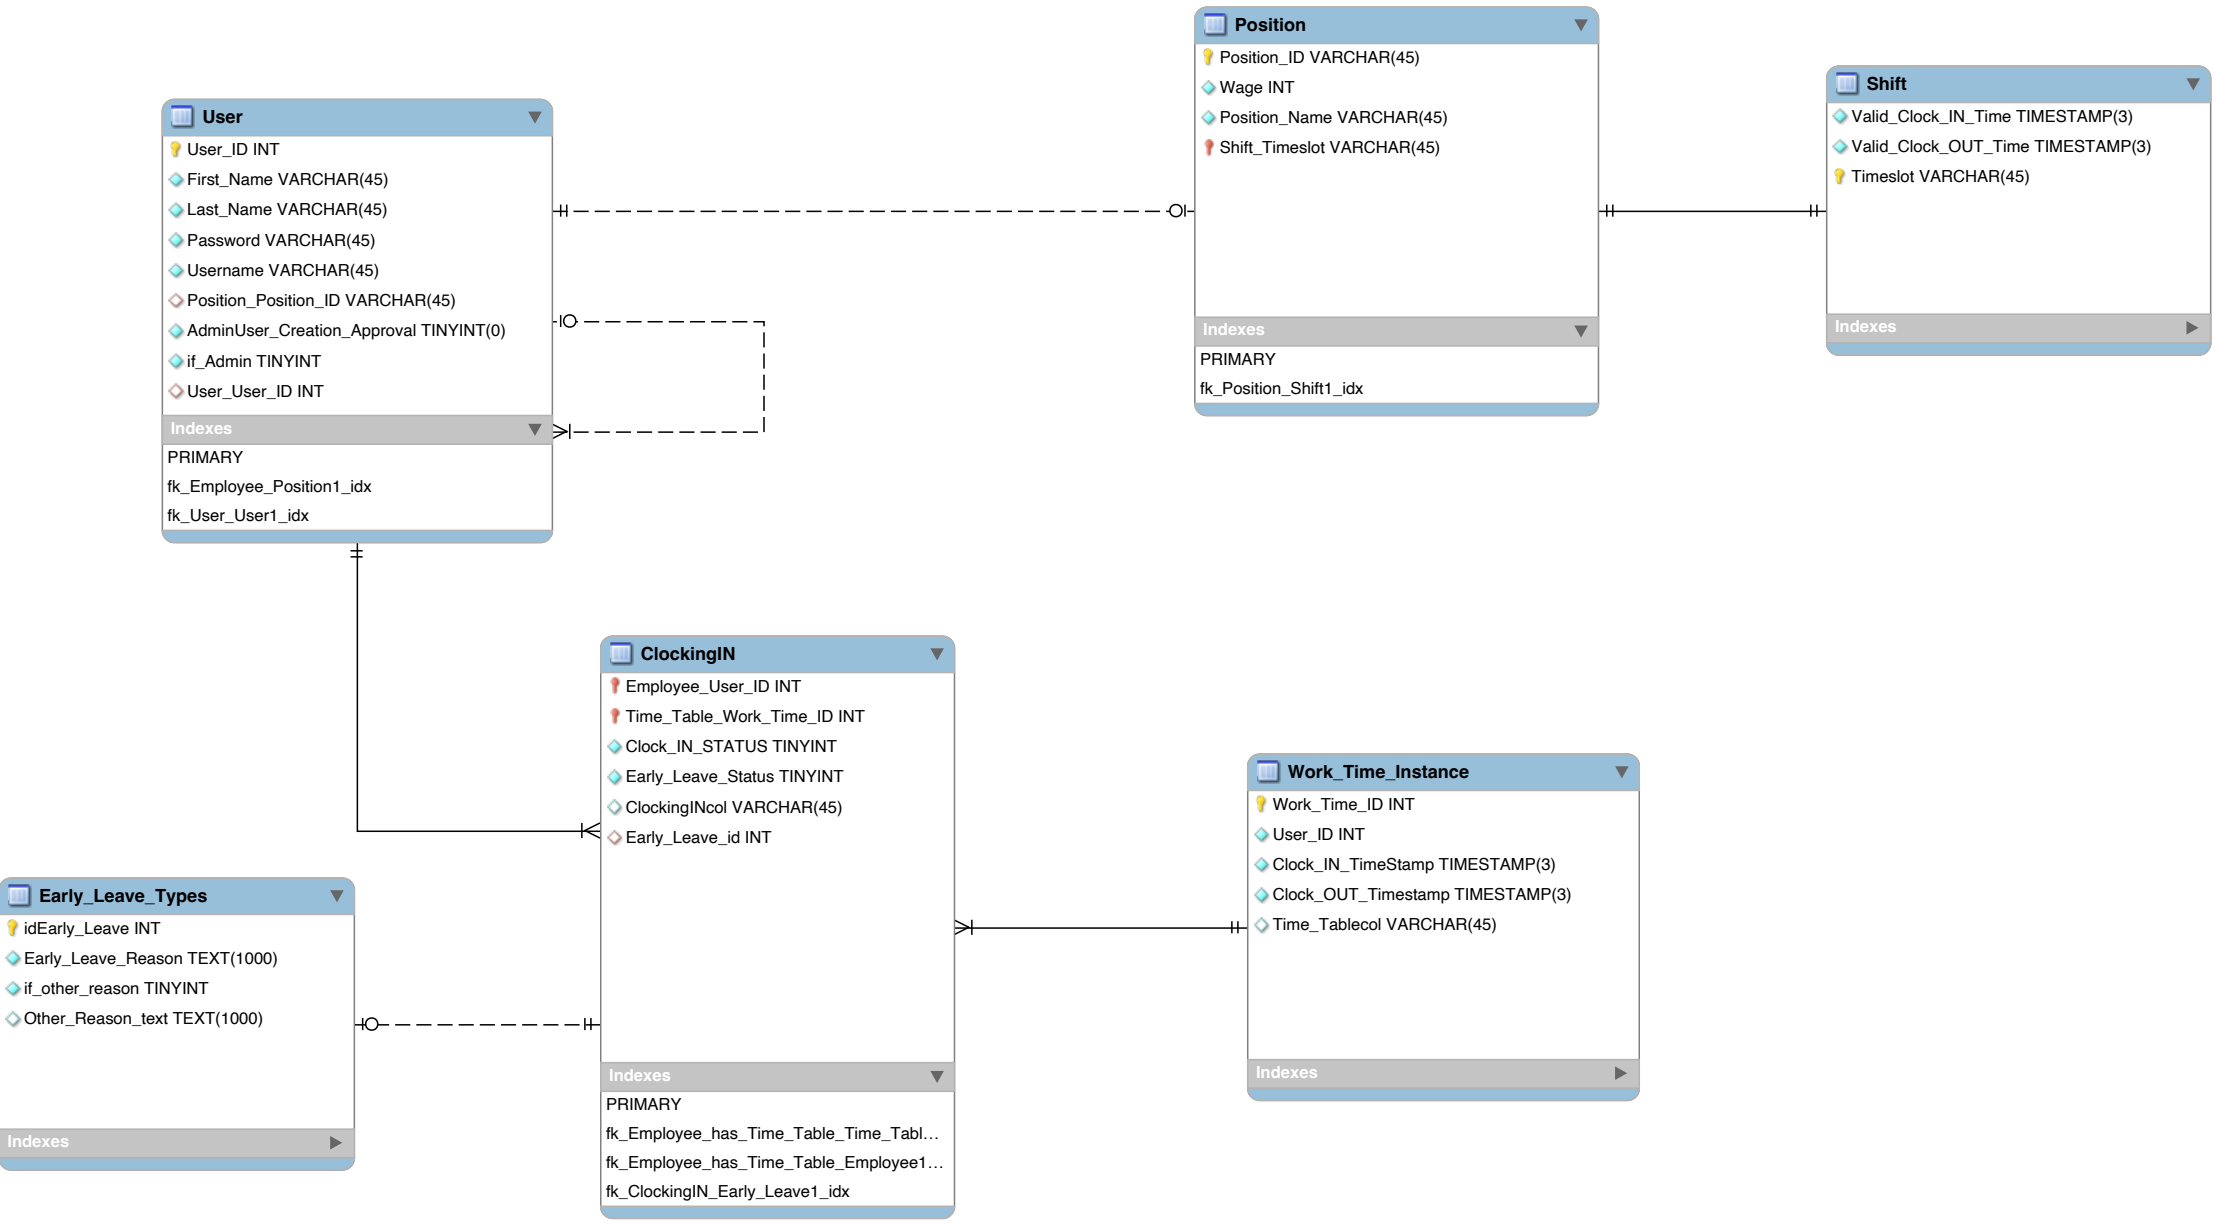 User
User_ID INT
First_Name VARCHAR(45)
Last_Name VARCHAR(45)
Password VARCHAR(45)
Username VARCHAR(45)
Position_Position_ID VARCHAR(45)
AdminUser_Creation_Approval TINYINT(0)
if_Admin TINYINT
User_User_ID INT
Indexes
PRIMARY
fk_Employee_Position1_idx
fk_User_User1_idx
Position
Position_ID VARCHAR(45)
Wage INT
Position_Name VARCHAR(45)
Shift_Timeslot VARCHAR(45)
Indexes
PRIMARY
fk_Position_Shift1_idx
Shift
Valid_Clock_IN_Time TIMESTAMP(3)
Valid_Clock_OUT_Time TIMESTAMP(3)
Timeslot VARCHAR(45)
Indexes
Early_Leave_Types
idEarly_Leave INT
Early_Leave_Reason TEXT(1000)
if_other_reason TINYINT
Other_Reason_text TEXT(1000)
Indexes
ClockingIN
Employee_User_ID INT
Time_Table_Work_Time_ID INT
Clock_IN_STATUS TINYINT
Early_Leave_Status TINYINT
ClockingINcol VARCHAR(45)
Early_Leave_id INT
Indexes
PRIMARY
fk_Employee_has_Time_Table_Time_Tabl...
fk_Employee_has_Time_Table_Employee1...
fk_ClockingIN_Early_Leave1_idx
Work_Time_Instance
Work_Time_ID INT
User_ID INT
Clock_IN_TimeStamp TIMESTAMP(3)
Clock_OUT_Timestamp TIMESTAMP(3)
Time_Tablecol VARCHAR(45)
Indexes